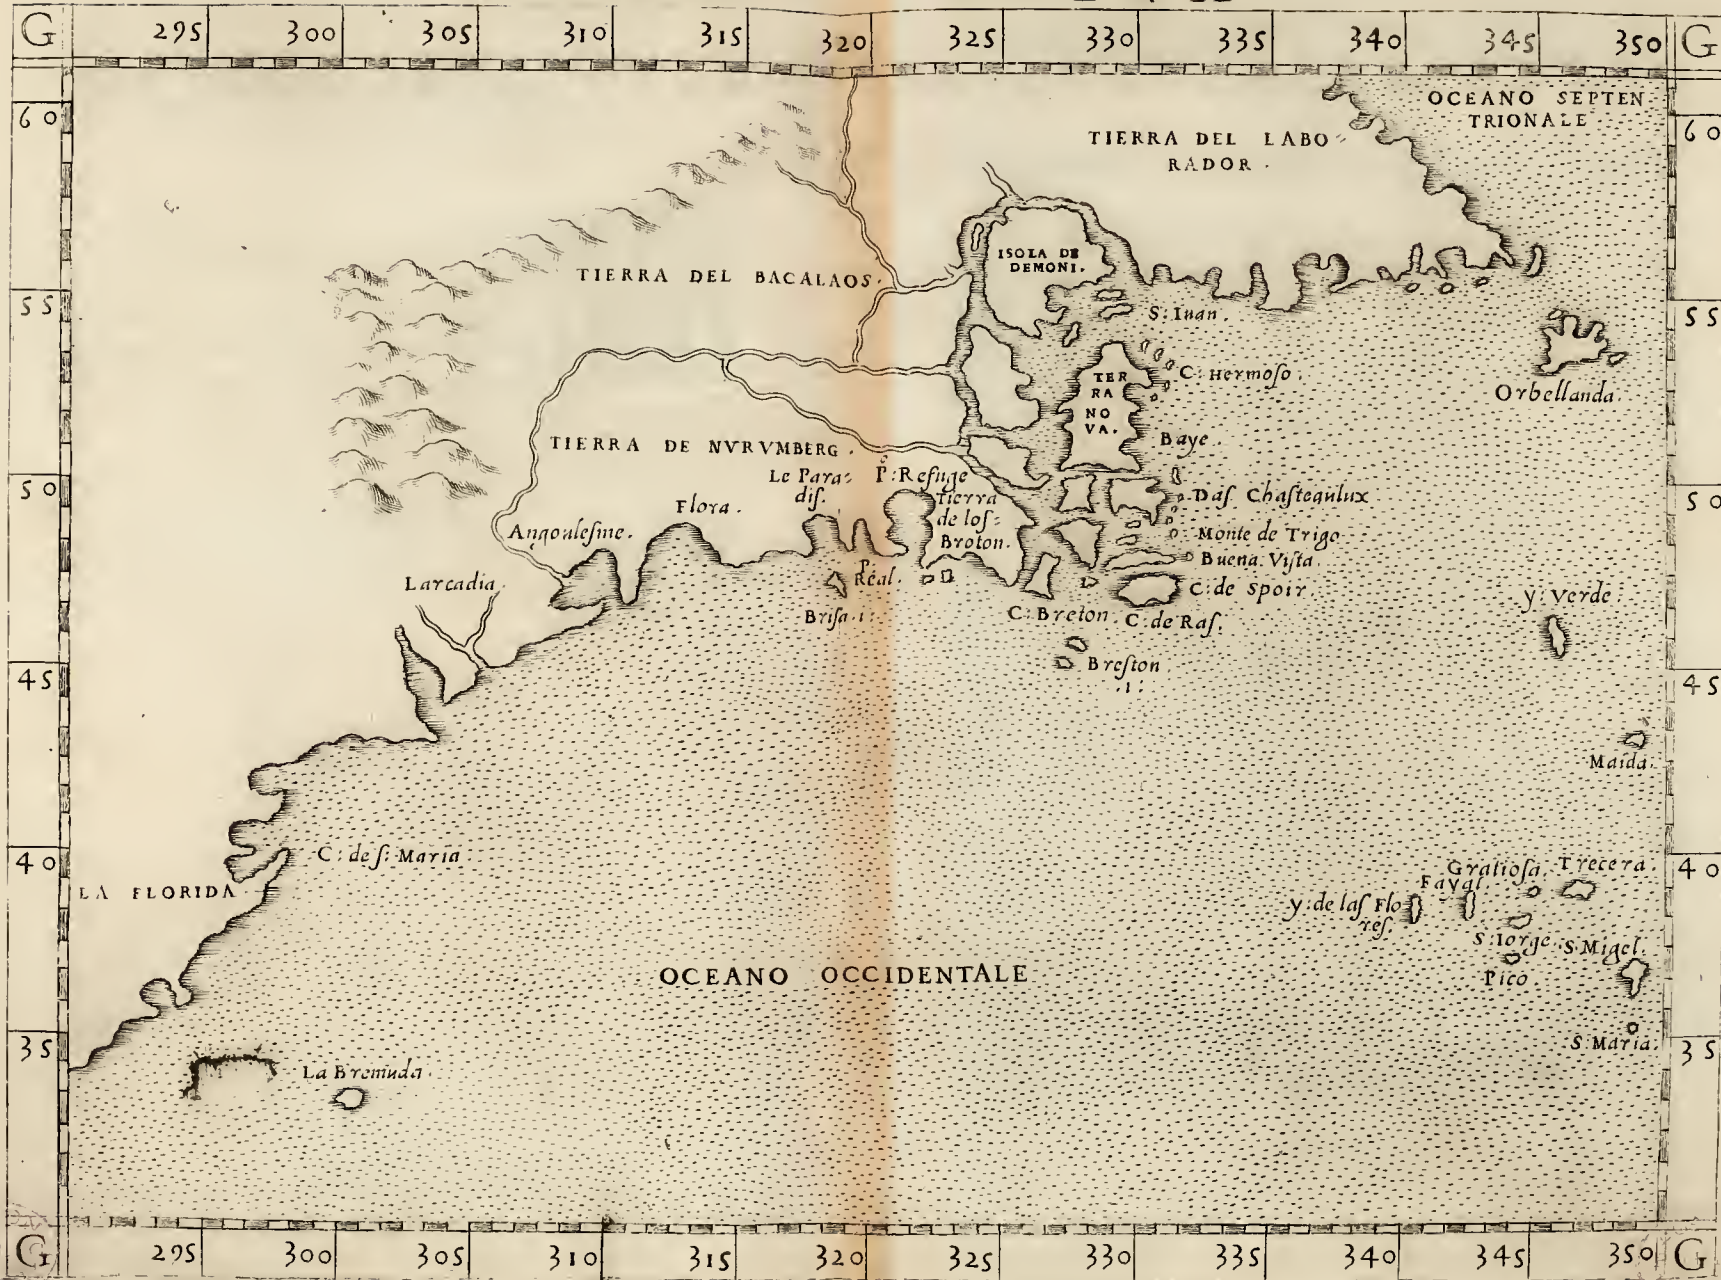 G 295 300 305 310 315 320 325 330 335 340 345 350 G
60
OCEANO SEPTEN
TRIONALE
60
TIERRA DEL LABO
RADOR.
ISOLA DE
DEMONI.
TIERRA DEL BACALAOS.
55
S: Iuan.
55
C: Hermoſo.
TER
RA
NO
VA.
Orbellanda.
TIERRA DE NVRVMBERG.
Baye.
50
Le Para-
diſ.
P: Refuge
Flora.
Tierra
de loſ-
Broton.
Daſ Chaſteaulux
50
Angouleſme.
Monte de Trigo
Buena Viſta.
P:
Réal.
Larcadia.
C: de Spoir
y: Verde
Briſa.i:
C: Breton
C: de Raſ.
Breſton
.i:
45
45
Maida.
C: de ſ: Maria
40
LA FLORIDA
Gratioſa.
Trecera.
40
Fayal.
y: de laſ Flo
reſ.
S: Iorge.
S: Migel.
Pico.
OCEANO OCCIDENTALE
35
S: Maria.
35
La Bremuda.
G 295 300 305 310 315 320 325 330 335 340 345 350 G